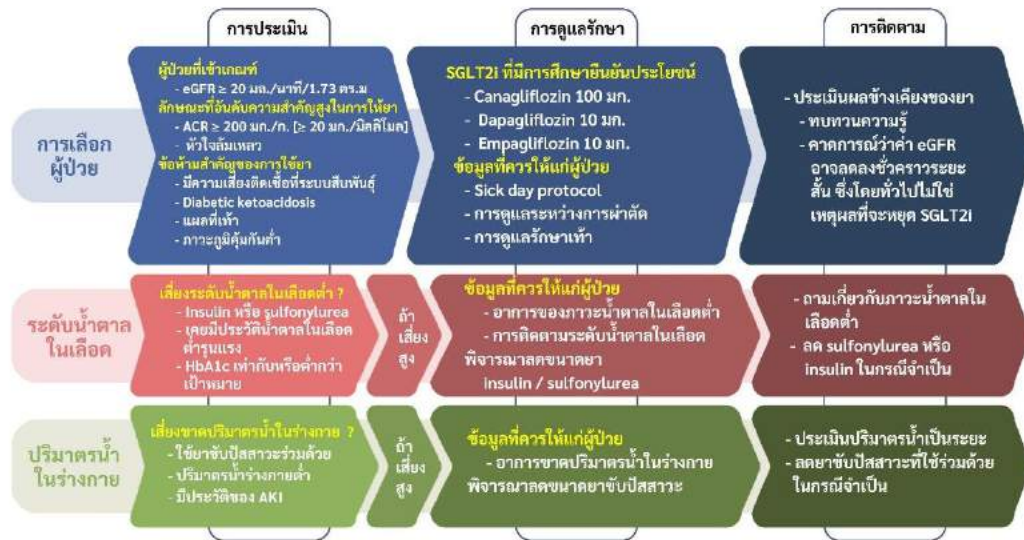 การประเมิน
การดูแลรักษา
การติดตาม
การเลือก
ผู้ป่วย
ผู้ป่วยที่เข้าเกณฑ์
- eGFR ≥ 20 มก./นาที/1.73 ตร.ม
ลักษณะที่อันดับความสำคัญสูงในการให้ยา
- ACR ≥ 200 มก./ก. [≥ 20 มก./มิลลิโมล]
- หัวใจล้มเหลว
ข้อห้ามสำคัญของการใช้ยา
- มีความเสี่ยงติดเชื้อที่ระบบสืบพันธุ์
- Diabetic ketoacidosis
- แผลที่เท้า
- ภาวะภูมิคุ้มกันต่ำ
SGLT2i ที่มีการศึกษายืนยันประโยชน์
- Canagliflozin 100 มก.
- Dapagliflozin 10 มก.
- Empagliflozin 10 มก.
ข้อมูลที่ควรให้แก่ผู้ป่วย
- Sick day protocol
- การดูแลระหว่างการผ่าตัด
- การดูแลรักษาเท้า
- ประเมินผลข้างเคียงของยา
- ทบทวนความรู้
- คาดการณ์ว่าค่า eGFR
อาจลดลงชั่วคราวระยะ
สั้น ซึ่งโดยทั่วไปไม่ใช่
เหตุผลที่จะหยุด SGLT2i
ระดับน้ำตาล
ในเลือด
เสี่ยงระดับน้ำตาลในเลือดต่ำ ?
- Insulin หรือ sulfonylurea
- เคยมีประวัติน้ำตาลในเลือด
ต่ำรุนแรง
- HbA1c เท่ากับหรือต่ำกว่า
เป้าหมาย
ถ้า
เสี่ยง
สูง
ข้อมูลที่ควรให้แก่ผู้ป่วย
- อาการของภาวะน้ำตาลในเลือดต่ำ
- การติดตามระดับน้ำตาลในเลือด
พิจารณาลดขนาดยา
insulin / sulfonylurea
- ถามเกี่ยวกับภาวะน้ำตาลใน
เลือดต่ำ
- ลด sulfonylurea หรือ
insulin ในกรณีจำเป็น
ปริมาตรน้ำ
ในร่างกาย
เสี่ยงขาดปริมาตรน้ำในร่างกาย ?
- ใช้ยาขับปัสสาวะร่วมด้วย
- ปริมาตรน้ำร่างกายต่ำ
- มีประวัติของ AKI
ถ้า
เสี่ยง
สูง
ข้อมูลที่ควรให้แก่ผู้ป่วย
- อาการขาดปริมาตรน้ำในร่างกาย
พิจารณาลดขนาดยาขับปัสสาวะ
- ประเมินปริมาตรน้ำเป็นระยะ
- ลดยาขับปัสสาวะที่ใช้ร่วมด้วย
ในกรณีจำเป็น